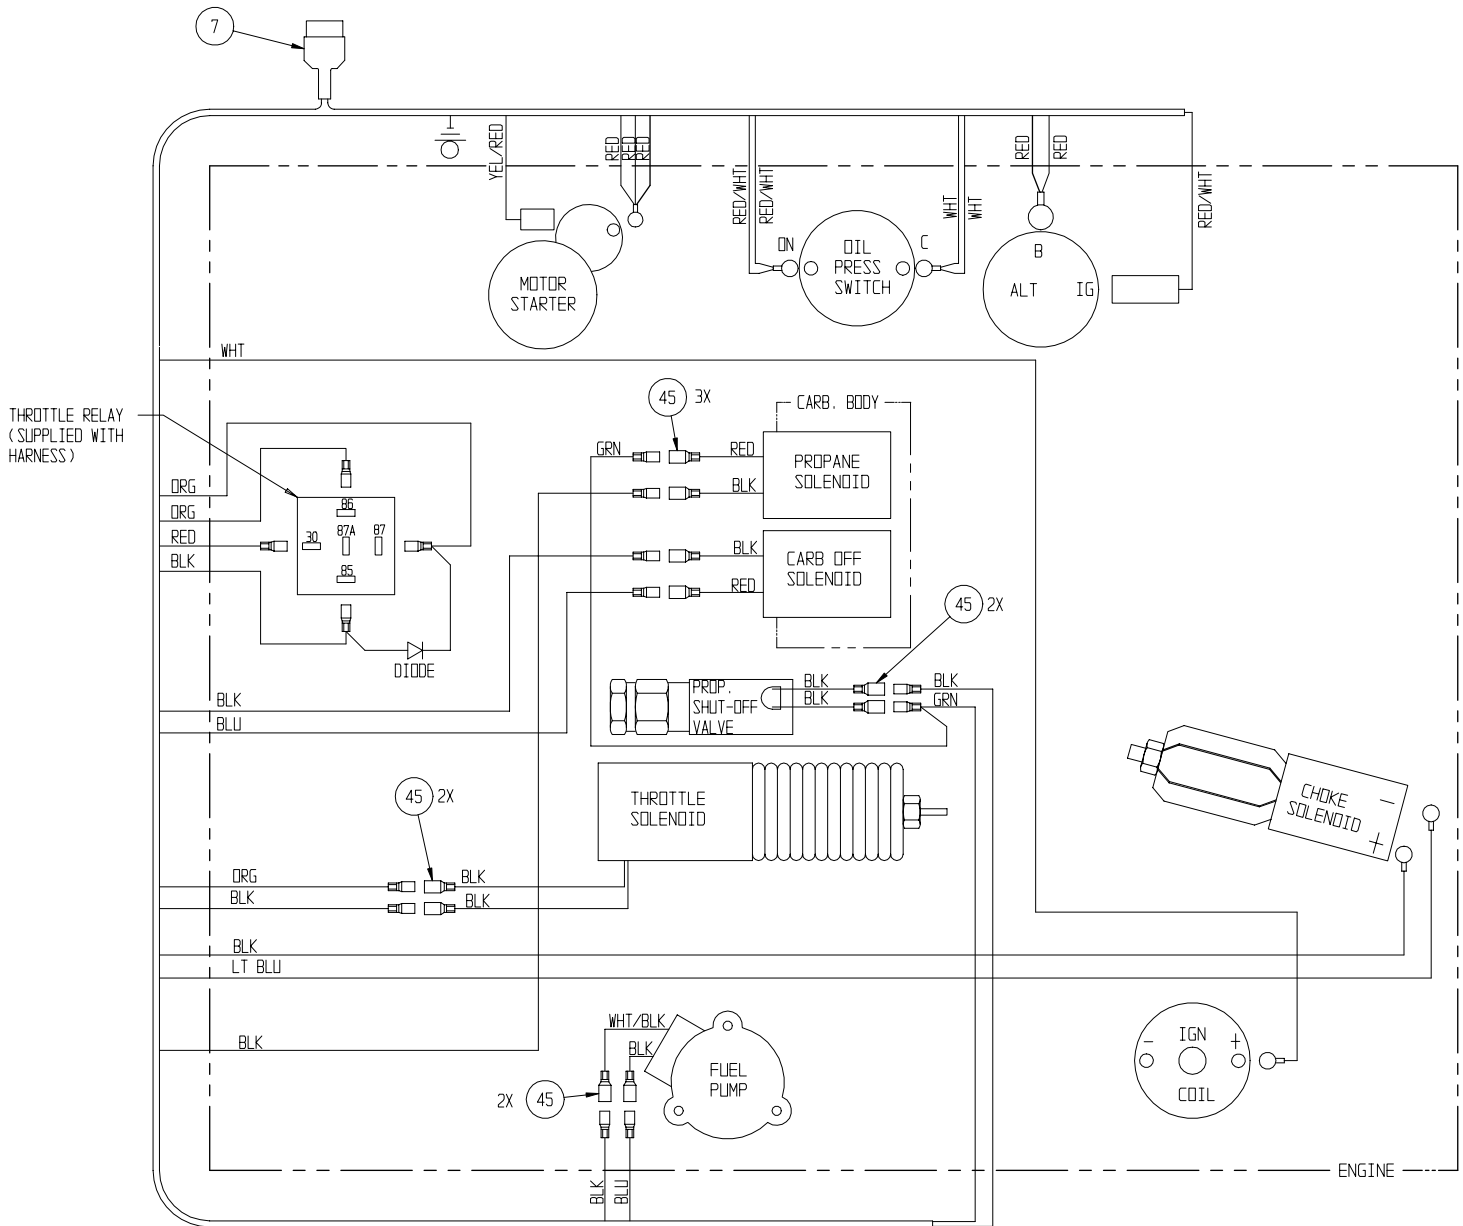 7
YEL/RED
RED
RED
RED
RED/WHT
RED/WHT
WHT
WHT
RED
RED
RED/WHT
MOTOR
STARTER
ON
OIL
PRESS
SWITCH
C
B
ALT
IG
WHT
THROTTLE RELAY
(SUPPLIED WITH
HARNESS)
45
3X
CARB. BODY
GRN
RED
PROPANE
SOLENOID
BLK
ORG
ORG
RED
BLK
86
30
87A
87
85
DIODE
BLK
CARB OFF
SOLENOID
RED
45
2X
BLK
BLU
PROP.
SHUT-OFF
VALVE
BLK
BLK
BLK
GRN
45
2X
THROTTLE
SOLENOID
CHOKE
SOLENOID
-
+
ORG
BLK
BLK
BLK
BLK
LT BLU
BLK
WHT/BLK
BLK
FUEL
PUMP
2X
45
-
IGN
+
COIL
BLK
BLU
ENGINE